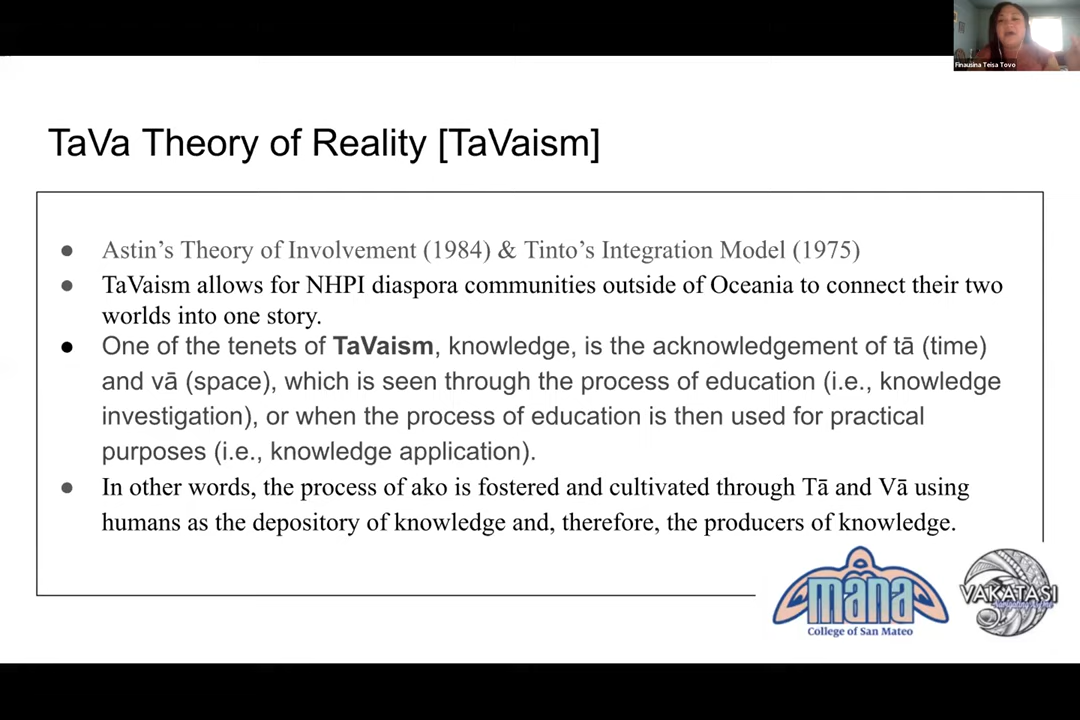 Finausina Teisa Tovo
TaVa Theory of Reality [TaVaism]
● Astin’s Theory of Involvement (1984) & Tinto’s Integration Model (1975)
● TaVaism allows for NHPI diaspora communities outside of Oceania to connect their two
worlds into one story.
● One of the tenets of TaVaism, knowledge, is the acknowledgement of tā (time)
and vā (space), which is seen through the process of education (i.e., knowledge
investigation), or when the process of education is then used for practical
purposes (i.e., knowledge application).
● In other words, the process of ako is fostered and cultivated through Tā and Vā using
humans as the depository of knowledge and, therefore, the producers of knowledge.
mana
College of San Mateo
VAKATASI